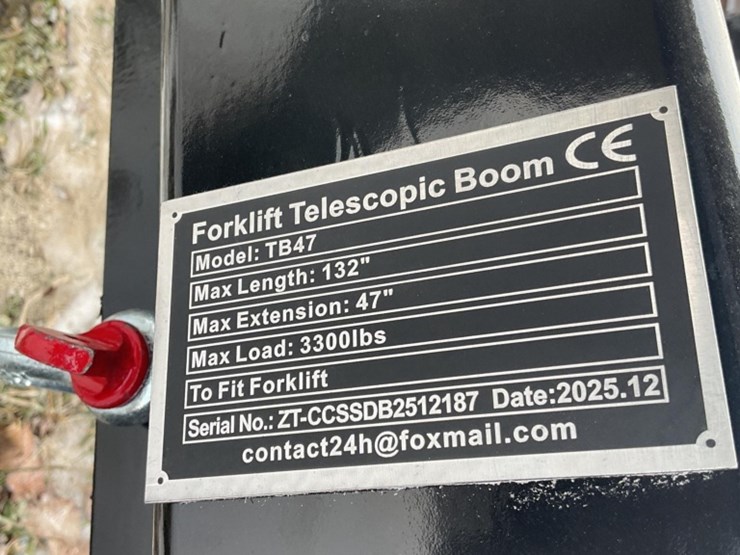 Forklift Telescopic Boom CE
Model: TB47
Max Length: 132"
Max Extension: 47"
Max Load: 3300lbs
To Fit Forklift
Serial No.: ZT-CCSSDB2512187 Date:2025.12
contact24h@foxmail.com